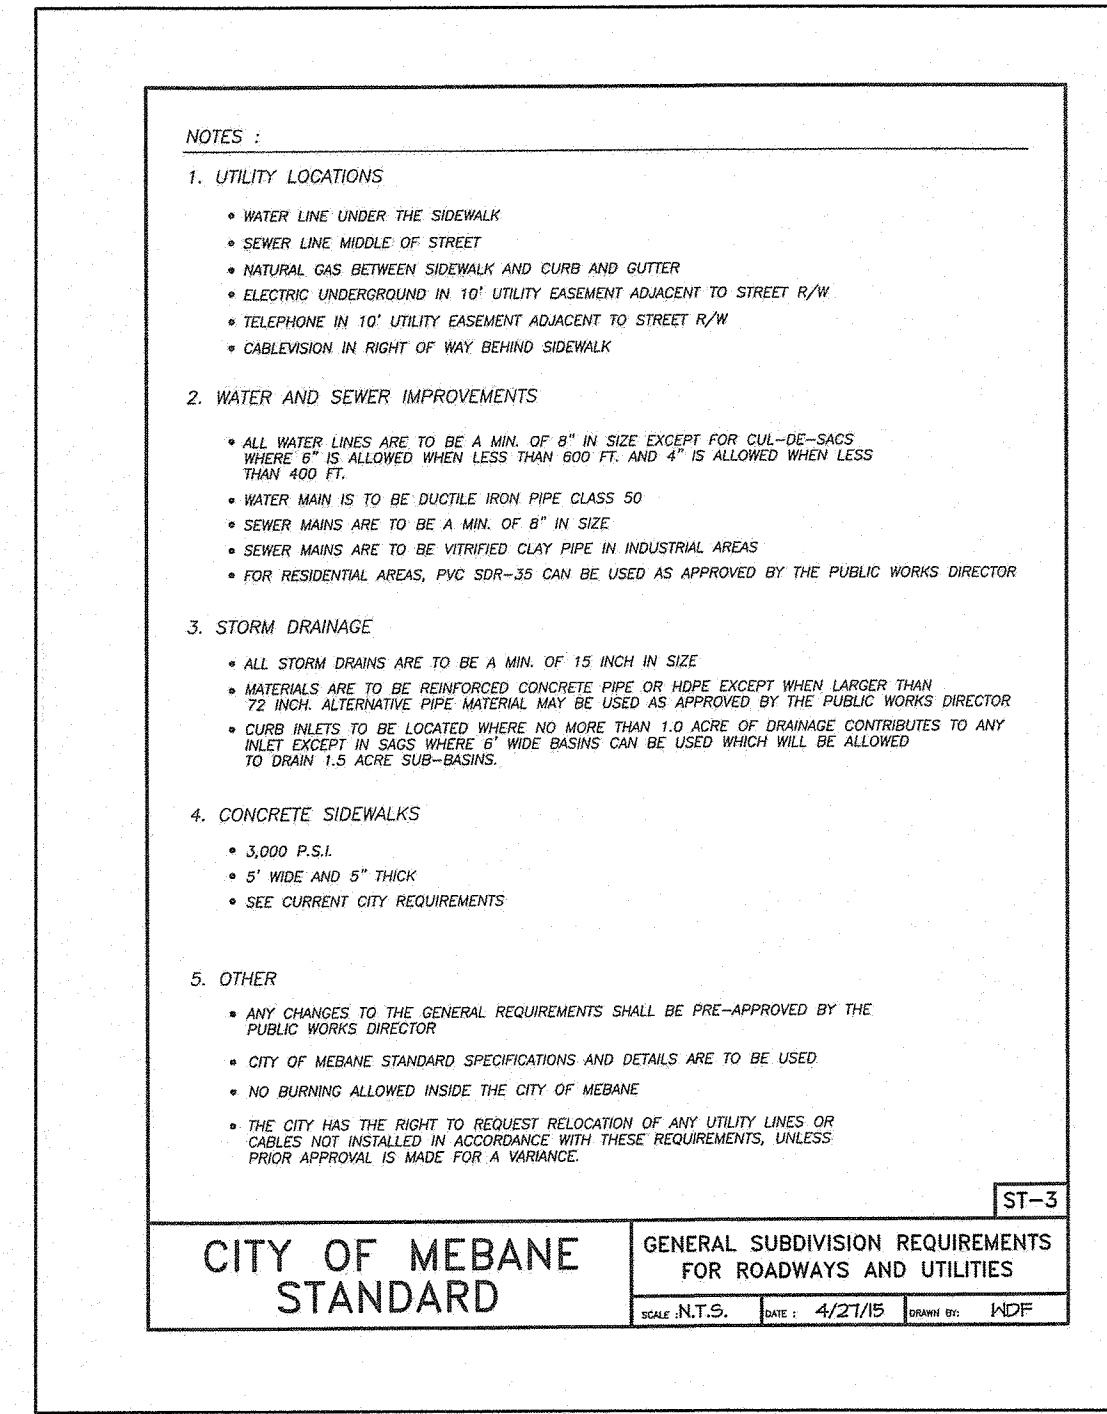 NOTES :
1. UTILITY LOCATIONS
• WATER LINE UNDER THE SIDEWALK
• SEWER LINE MIDDLE OF STREET
• NATURAL GAS BETWEEN SIDEWALK AND CURB AND GUTTER
• ELECTRIC UNDERGROUND IN 10' UTILITY EASEMENT ADJACENT TO STREET R/W
• TELEPHONE IN 10' UTILITY EASEMENT ADJACENT TO STREET R/W
• CABLEVISION IN RIGHT OF WAY BEHIND SIDEWALK
2. WATER AND SEWER IMPROVEMENTS
• ALL WATER LINES ARE TO BE A MIN. OF 8" IN SIZE EXCEPT FOR CUL-DE-SACS
WHERE 6" IS ALLOWED WHEN LESS THAN 600 FT. AND 4" IS ALLOWED WHEN LESS
THAN 400 FT.
• WATER MAIN IS TO BE DUCTILE IRON PIPE CLASS 50
• SEWER MAINS ARE TO BE A MIN. OF 8" IN SIZE
• SEWER MAINS ARE TO BE VITRIFIED CLAY PIPE IN INDUSTRIAL AREAS
• FOR RESIDENTIAL AREAS, PVC SDR-35 CAN BE USED AS APPROVED BY THE PUBLIC WORKS DIRECTOR
3. STORM DRAINAGE
• ALL STORM DRAINS ARE TO BE A MIN. OF 15 INCH IN SIZE
• MATERIALS ARE TO BE REINFORCED CONCRETE PIPE OR HDPE EXCEPT WHEN LARGER THAN
72 INCH. ALTERNATIVE PIPE MATERIAL MAY BE USED AS APPROVED BY THE PUBLIC WORKS DIRECTOR
• CURB INLETS TO BE LOCATED WHERE NO MORE THAN 1.0 ACRE OF DRAINAGE CONTRIBUTES TO ANY
INLET EXCEPT IN SAGS WHERE 6' WIDE BASINS CAN BE USED WHICH WILL BE ALLOWED
TO DRAIN 1.5 ACRE SUB-BASINS.
4. CONCRETE SIDEWALKS
• 3,000 P.S.I.
• 5' WIDE AND 5" THICK
• SEE CURRENT CITY REQUIREMENTS
5. OTHER
• ANY CHANGES TO THE GENERAL REQUIREMENTS SHALL BE PRE-APPROVED BY THE
PUBLIC WORKS DIRECTOR
• CITY OF MEBANE STANDARD SPECIFICATIONS AND DETAILS ARE TO BE USED
• NO BURNING ALLOWED INSIDE THE CITY OF MEBANE
• THE CITY HAS THE RIGHT TO REQUEST RELOCATION OF ANY UTILITY LINES OR
CABLES NOT INSTALLED IN ACCORDANCE WITH THESE REQUIREMENTS, UNLESS
PRIOR APPROVAL IS MADE FOR A VARIANCE.
ST-3
CITY OF MEBANE
STANDARD
GENERAL SUBDIVISION REQUIREMENTS
FOR ROADWAYS AND UTILITIES
SCALE : N.T.S. DATE : 4/27/15 DRAWN BY: WDF